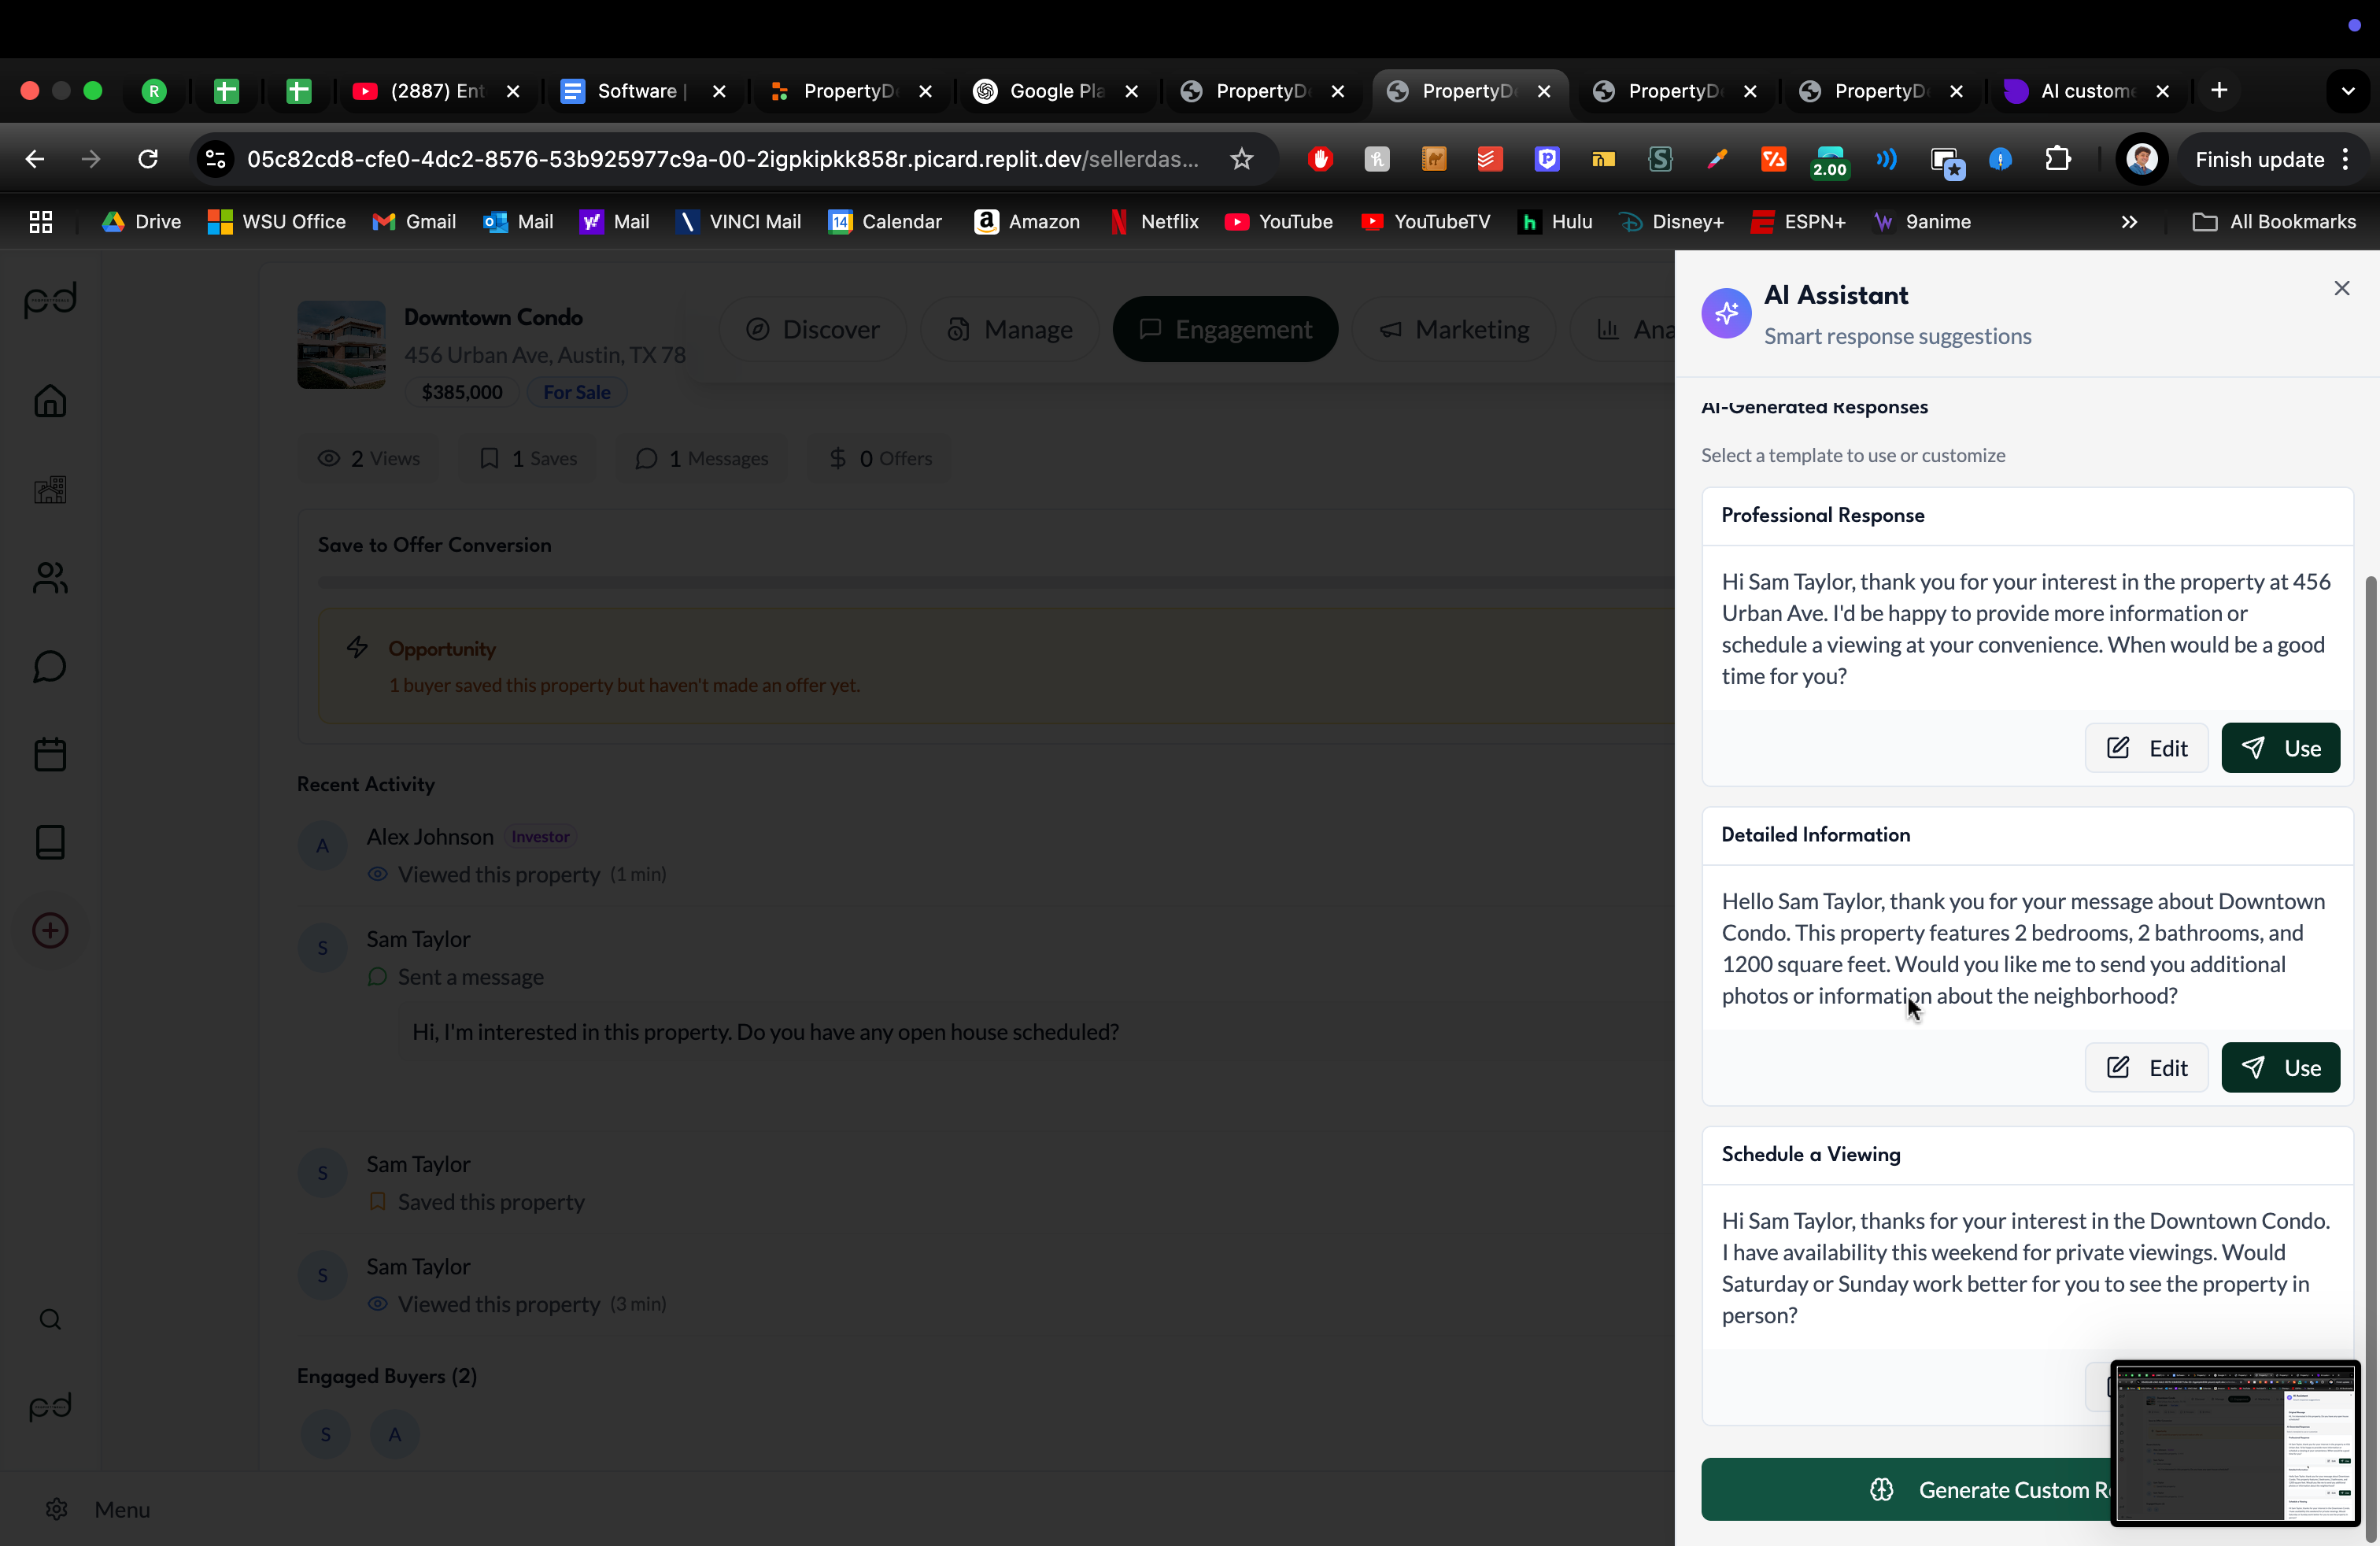 R
(2887) Ent
Software |
PropertyD
Google Pla
PropertyD
PropertyD
PropertyD
PropertyD
AI custome
05c82cd8-cfe0-4dc2-8576-53b925977c9a-00-2igpkipkk858r.picard.replit.dev/sellerdas...
2.00
Finish update
Drive
WSU Office
Gmail
Mail
Mail
VINCI Mail
14
Calendar
Amazon
Netflix
YouTube
YouTubeTV
Hulu
Disney+
ESPN+
9anime
All Bookmarks
pd
Downtown Condo
456 Urban Ave, Austin, TX 78
$385,000
For Sale
Discover
Manage
Engagement
Marketing
Ana
2 Views
1 Saves
1 Messages
0 Offers
Save to Offer Conversion
Opportunity
1 buyer saved this property but haven't made an offer yet.
Recent Activity
A
Alex Johnson
Investor
Viewed this property (1 min)
S
Sam Taylor
Sent a message
Hi, I'm interested in this property. Do you have any open house scheduled?
S
Sam Taylor
Saved this property
S
Sam Taylor
Viewed this property (3 min)
Engaged Buyers (2)
S
A
pd
Menu
AI Assistant
Smart response suggestions
AI-Generated Responses
Select a template to use or customize
Professional Response
Hi Sam Taylor, thank you for your interest in the property at 456
Urban Ave. I'd be happy to provide more information or
schedule a viewing at your convenience. When would be a good
time for you?
Edit
Use
Detailed Information
Hello Sam Taylor, thank you for your message about Downtown
Condo. This property features 2 bedrooms, 2 bathrooms, and
1200 square feet. Would you like me to send you additional
photos or information about the neighborhood?
Edit
Use
Schedule a Viewing
Hi Sam Taylor, thanks for your interest in the Downtown Condo.
I have availability this weekend for private viewings. Would
Saturday or Sunday work better for you to see the property in
person?
Generate Custom R